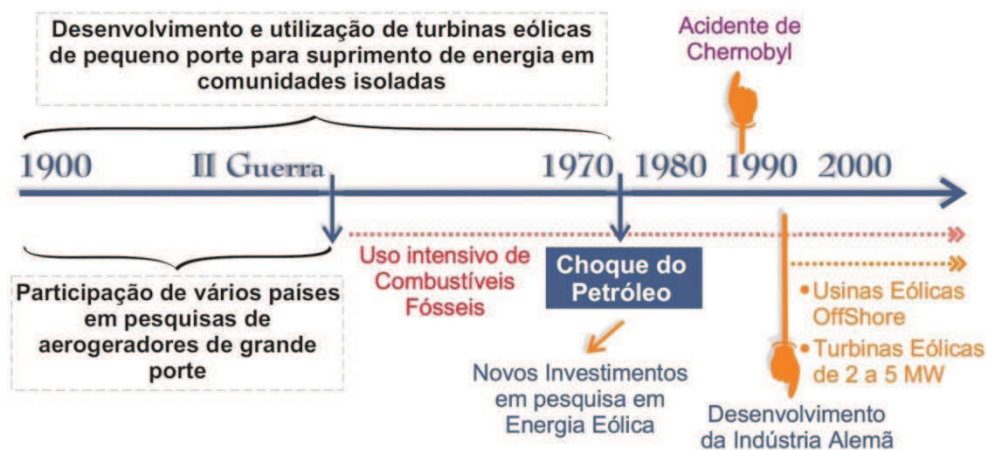 Desenvolvimento e utilização de turbinas eólicas
de pequeno porte para suprimento de energia em
comunidades isoladas
Acidente de
Chernobyl
1900
II Guerra
1970
1980
1990
2000
Participação de vários países
em pesquisas de
aerogeradores de grande
porte
Uso intensivo de
Combustíveis
Fósseis
Choque do
Petróleo
Novos Investimentos
em pesquisa em
Energia Eólica
• Usinas Eólicas
OffShore
• Turbinas Eólicas
de 2 a 5 MW
Desenvolvimento
da Indústria Alemã